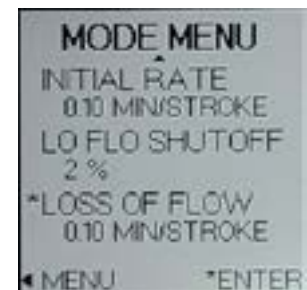 MODE MENU
INITIAL RATE
0.10 MIN/STROKE
LO FLO SHUTOFF
2 %
*LOSS OF FLOW
0.10 MIN/STROKE
◄ MENU *ENTER